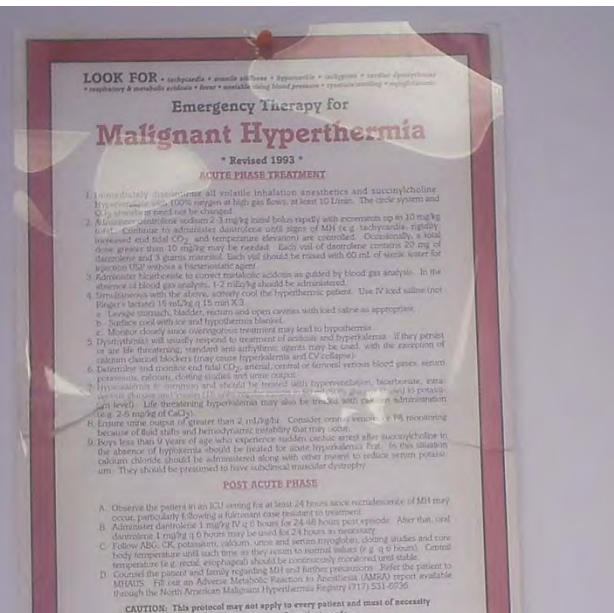 LOOK FOR • tachycardia • muscle stiffness • hypercarbia • tachypnea • cardiac dysrhythmias
• respiratory & metabolic acidosis • fever • unstable rising blood pressure • cyanosis/mottling • myoglobinuria
Emergency Therapy for
Malignant Hyperthermia
* Revised 1993 *
ACUTE PHASE TREATMENT
1. Immediately discontinue all volatile inhalation anesthetics and succinylcholine
Hyperventilate with 100% oxygen at high gas flows, at least 10 L/min. The circle system and
CO2 absorbent need not be changed.
2. Administer dantrolene sodium 2-3 mg/kg initial bolus rapidly with increments up to 10 mg/kg
total. Continue to administer dantrolene until signs of MH (e.g. tachycardia, rigidity
increased end tidal CO2, and temperature elevation) are controlled. Occasionally, a total
dose greater than 10 mg/kg may be needed. Each vial of dantrolene contains 20 mg of
dantrolene and 3 grams mannitol. Each vial should be mixed with 60 mL of sterile water for
injection USP without a bacteriostatic agent.
3. Administer bicarbonate to correct metabolic acidosis as guided by blood gas analysis. In the
absence of blood gas analysis, 1-2 mEq/kg should be administered.
4. Simultaneously with the above, actively cool the hyperthermic patient. Use IV iced saline (not
Ringer's lactate) 15 mL/kg q 15 min X 3.
a. Lavage stomach, bladder, rectum and open cavities with iced saline as appropriate.
b. Surface cool with ice and hypothermia blanket.
c. Monitor closely since overvigorous treatment may lead to hypothermia.
5. Dysrhythmias will usually respond to treatment of acidosis and hyperkalemia. If they persist
or are life threatening, standard anti-arrhythmic agents may be used, with the exception of
calcium channel blockers (may cause hyperkalemia and CV collapse).
6. Determine and monitor end tidal CO2, arterial, central or femoral venous blood gases, serum
potassium, calcium, clotting studies and urine output.
7. Hyperkalemia is common and should be treated with hyperventilation, bicarbonate, intra-
venous glucose and insulin
um level). Life threatening hyperkalemia may also be treated with calcium administration
(e.g. 2-5 mg/kg of CaCl2).
8. Ensure urine output of greater than 2 mL/kg/hr. Consider central venous or PA monitoring
because of fluid shifts and hemodynamic instability that may occur.
9. Boys less than 9 years of age who experience sudden cardiac arrest after succinylcholine in
the absence of hypoxemia should be treated for acute hyperkalemia first. In this situation
calcium chloride should be administered along with other means to reduce serum potassi-
um. They should be presumed to have subclinical muscular dystrophy.
POST ACUTE PHASE
A. Observe the patient in an ICU setting for at least 24 hours since recrudescence of MH may
occur, particularly following a fulminant case resistant to treatment.
B. Administer dantrolene 1 mg/kg IV q 6 hours for 24-48 hours post episode. After that, oral
dantrolene 1 mg/kg q 6 hours may be used for 24 hours as necessary.
C. Follow ABG, CK, potassium, calcium, urine and serum myoglobin, clotting studies and core
body temperature until such time as they return to normal values (e.g. q 6 hours). Central
temperature (e.g. rectal, esophageal) should be continuously monitored until stable.
D. Counsel the patient and family regarding MH and further precautions. Refer the patient to
MHAUS. Fill out an Adverse Metabolic Reaction to Anesthesia (AMRA) report available
through the North American Malignant Hyperthermia Registry (717) 531-6936.
CAUTION: This protocol may not apply to every patient and must of necessity